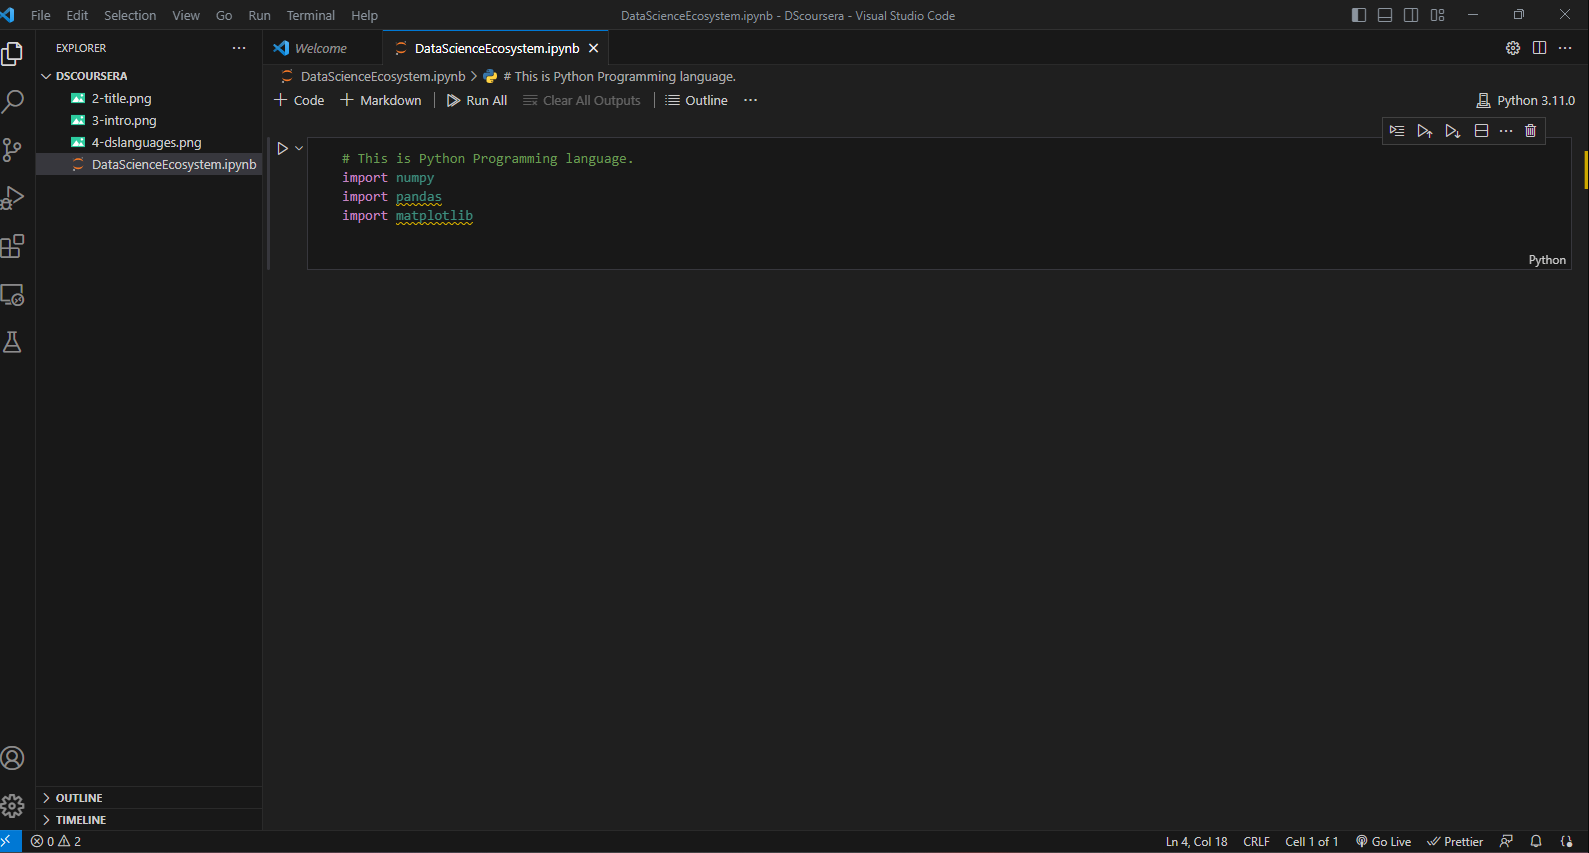 File Edit Selection View Go Run Terminal Help
DataScienceEcosystem.ipynb - DScoursera - Visual Studio Code
EXPLORER
DSCOURSERA
2-title.png
3-intro.png
4-dslanguages.png
DataScienceEcosystem.ipynb
OUTLINE
TIMELINE
Welcome
DataScienceEcosystem.ipynb
DataScienceEcosystem.ipynb > # This is Python Programming language.
+ Code + Markdown Run All Clear All Outputs Outline ...
Python 3.11.0
# This is Python Programming language.
import numpy
import pandas
import matplotlib
Python
0 2
Ln 4, Col 18 CRLF Cell 1 of 1 Go Live Prettier